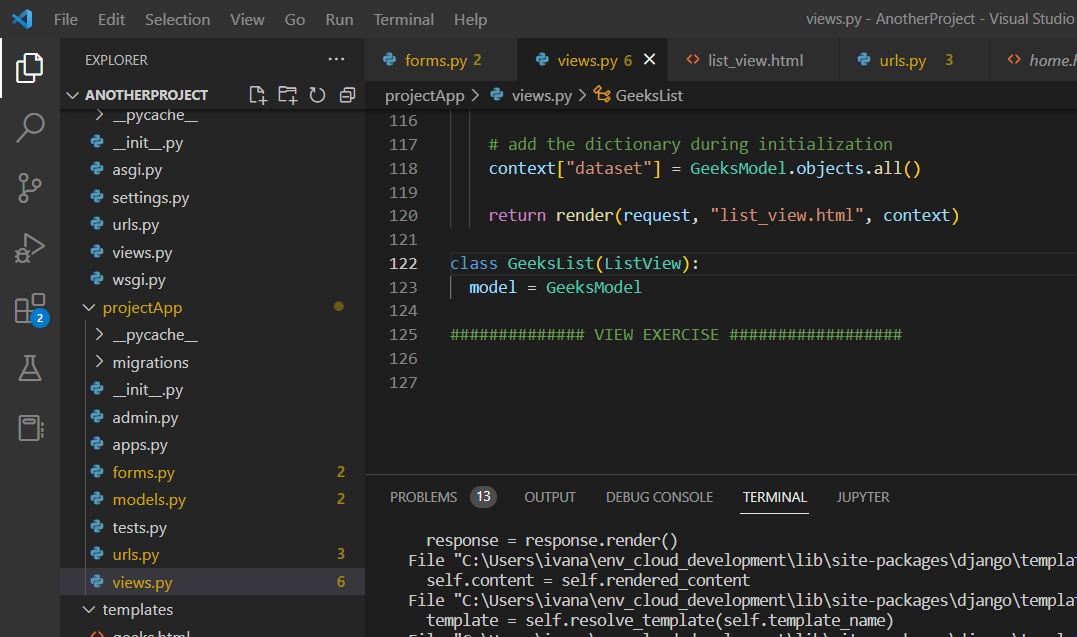 File Edit Selection View Go Run Terminal Help views.py - AnotherProject - Visual Studio
EXPLORER ···
forms.py 2 views.py 6 list_view.html urls.py 3
ANOTHERPROJECT
projectApp > views.py > GeeksList
__pycache__
__init__.py
asgi.py
settings.py
urls.py
views.py
wsgi.py
projectApp
__pycache__
migrations
__init__.py
admin.py
apps.py
forms.py 2
models.py 2
tests.py
urls.py 3
views.py 6
templates
geeks.html
2
116
117 # add the dictionary during initialization
118 context["dataset"] = GeeksModel.objects.all()
119
120 return render(request, "list_view.html", context)
121
122 class GeeksList(ListView):
123 model = GeeksModel
124
125 ############## VIEW EXERCISE ##################
126
127
PROBLEMS 13 OUTPUT DEBUG CONSOLE TERMINAL JUPYTER
response = response.render()
File "C:\Users\ivana\env_cloud_development\lib\site-packages\django\templat
self.content = self.rendered_content
File "C:\Users\ivana\env_cloud_development\lib\site-packages\django\templat
template = self.resolve_template(self.template_name)